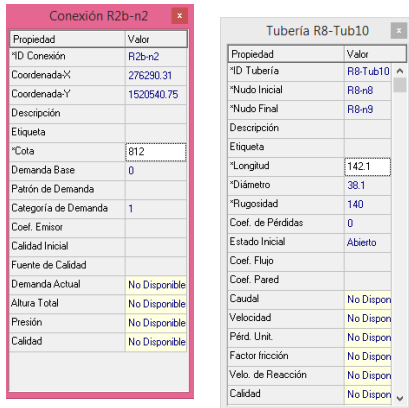 Conexión R2b-n2
x
Propiedad Valor
*ID Conexión R2b-n2
Coordenada-X 276290.31
Coordenada-Y 1520540.75
Descripción
Etiqueta
*Cota 812
Demanda Base 0
Patrón de Demanda
Categoría de Demanda 1
Coef. Emisor
Calidad Inicial
Fuente de Calidad
Demanda Actual No Disponible
Altura Total No Disponible
Presión No Disponible
Calidad No Disponible
Tubería R8-Tub10
x
Propiedad Valor
*ID Tubería R8-Tub10
*Nudo Inicial R8-n8
*Nudo Final R8-n9
Descripción
Etiqueta
*Longitud 142.1
*Diámetro 38.1
*Rugosidad 140
Coef. de Pérdidas 0
Estado Inicial Abierto
Coef. Flujo
Coef. Pared
Caudal No Dispon
Velocidad No Dispon
Pérd. Unit. No Dispon
Factor fricción No Dispon
Velo. de Reacción No Dispon
Calidad No Dispon